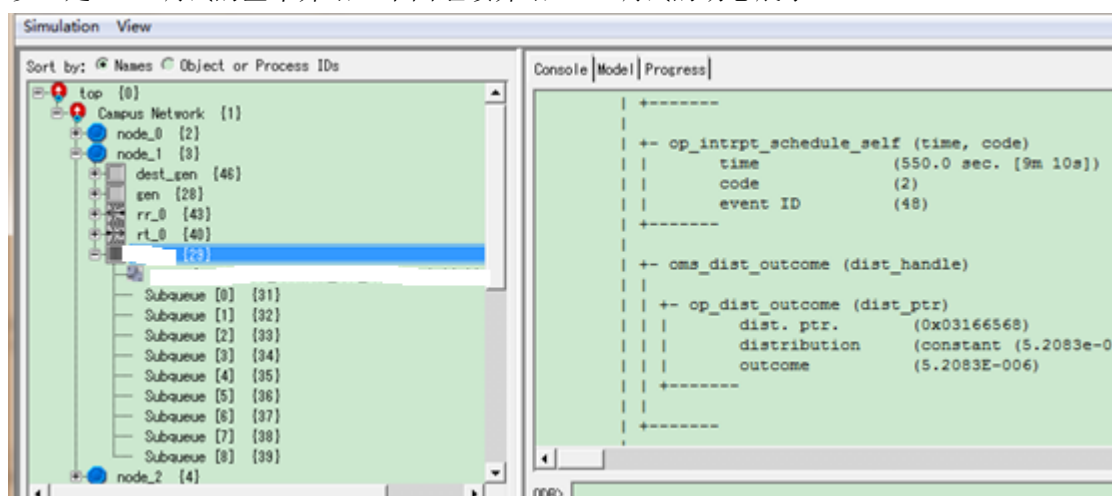 Simulation View
Sort by: Names Object or Process IDs
top {0}
Campus Network {1}
node_0 {2}
node_1 {3}
dest_gen {46}
gen {28}
rr_0 {43}
rt_0 {40}
{29}
Subqueue [0] {31}
Subqueue [1] {32}
Subqueue [2] {33}
Subqueue [3] {34}
Subqueue [4] {35}
Subqueue [5] {36}
Subqueue [6] {37}
Subqueue [7] {38}
Subqueue [8] {39}
node_2 {4}
Console Model Progress
| +-------
|
+- op_intrpt_schedule_self (time, code)
| | time (550.0 sec. [9m 10s])
| | code (2)
| | event ID (48)
| +-------
|
| +- oms_dist_outcome (dist_handle)
| |
| | +- op_dist_outcome (dist_ptr)
| | | dist. ptr. (0x03166568)
| | | distribution (constant (5.2083e-0
| | | outcome (5.2083E-006)
| | +-------
| |
| +-------
ODB>